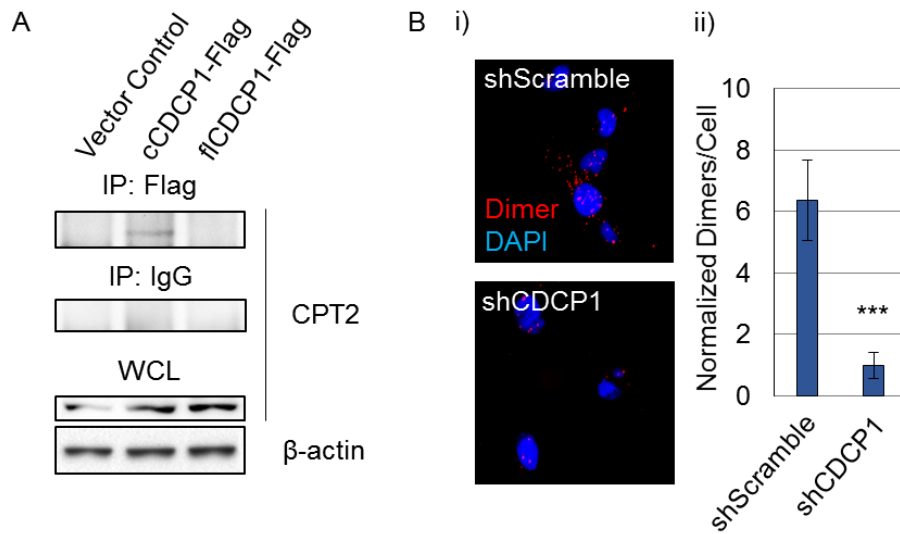 A
Vector Control
cCDCP1-Flag
flCDCP1-Flag
IP: Flag
IP: IgG
WCL
CPT2
β-actin
B
i)
shScramble
Dimer
DAPI
shCDCP1
ii)
Normalized Dimers/Cell
10
8
6
4
2
0
***
shScramble
shCDCP1